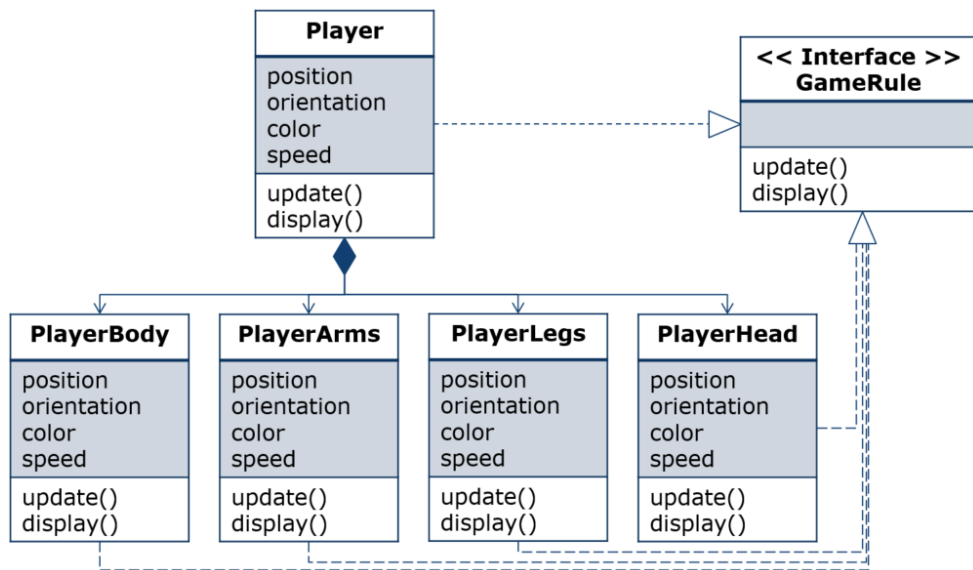 Player
position
orientation
color
speed
update()
display()
<< Interface >>
GameRule
update()
display()
PlayerBody
position
orientation
color
speed
update()
display()
PlayerArms
position
orientation
color
speed
update()
display()
PlayerLegs
position
orientation
color
speed
update()
display()
PlayerHead
position
orientation
color
speed
update()
display()